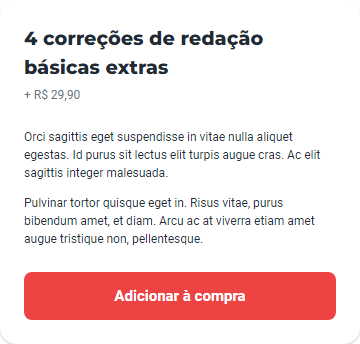 4 correções de redação
básicas extras
+ R$ 29,90
Orci sagittis eget suspendisse in vitae nulla aliquet
egestas. Id purus sit lectus elit turpis augue cras. Ac elit
sagittis integer malesuada.
Pulvinar tortor quisque eget in. Risus vitae, purus
bibendum amet, et diam. Arcu ac at viverra etiam amet
augue tristique non, pellentesque.
Adicionar à compra